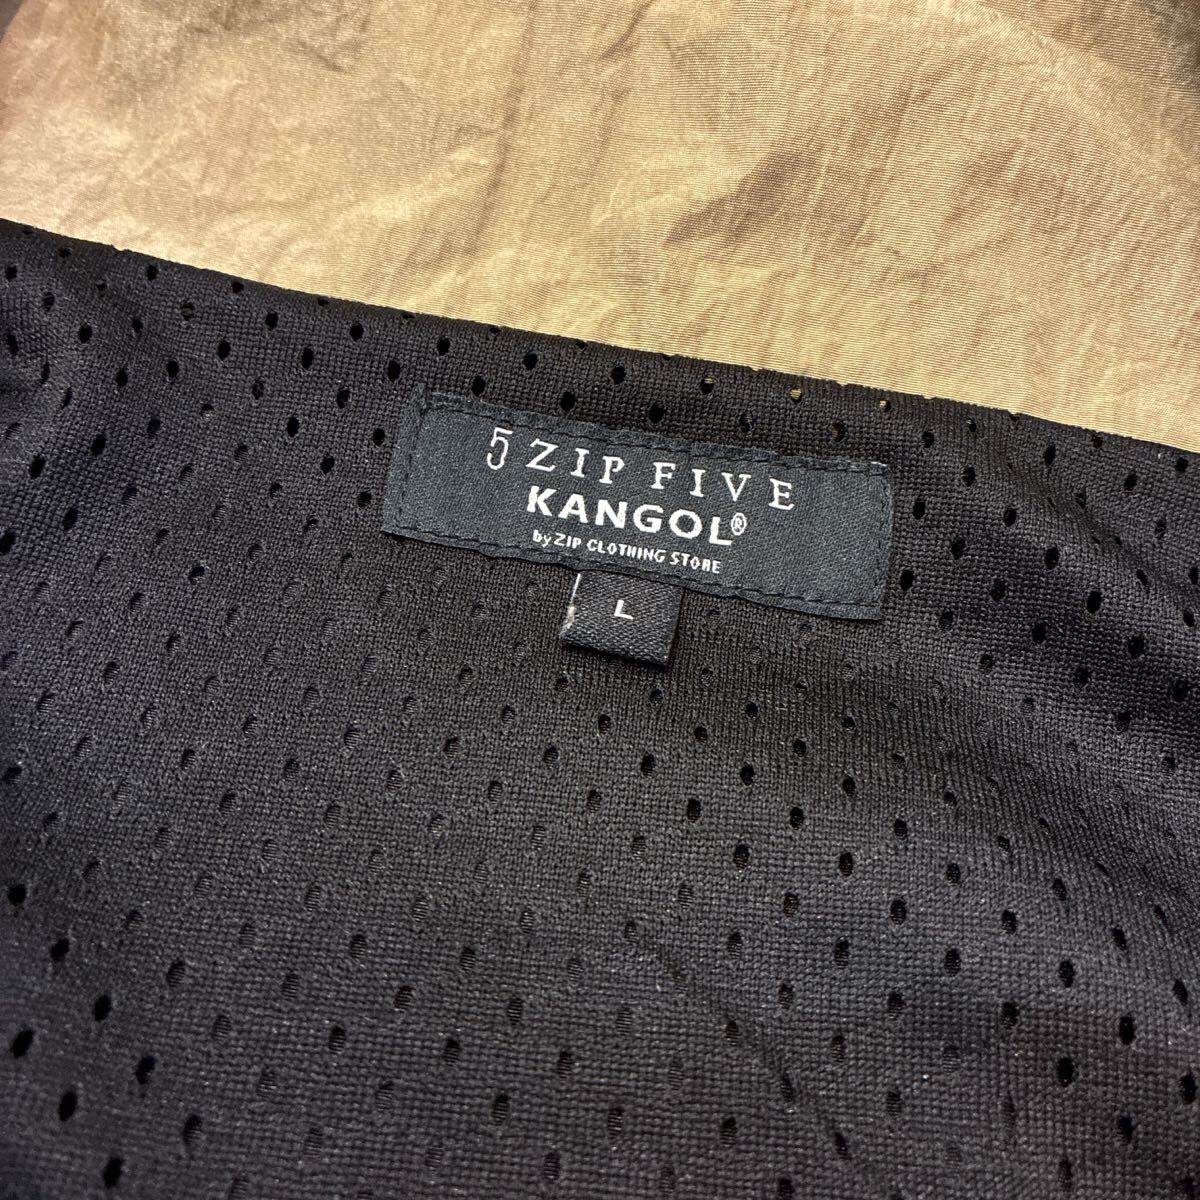 5 ZIP FIVE
KANGOL®
by ZIP CLOTHING STORE
L